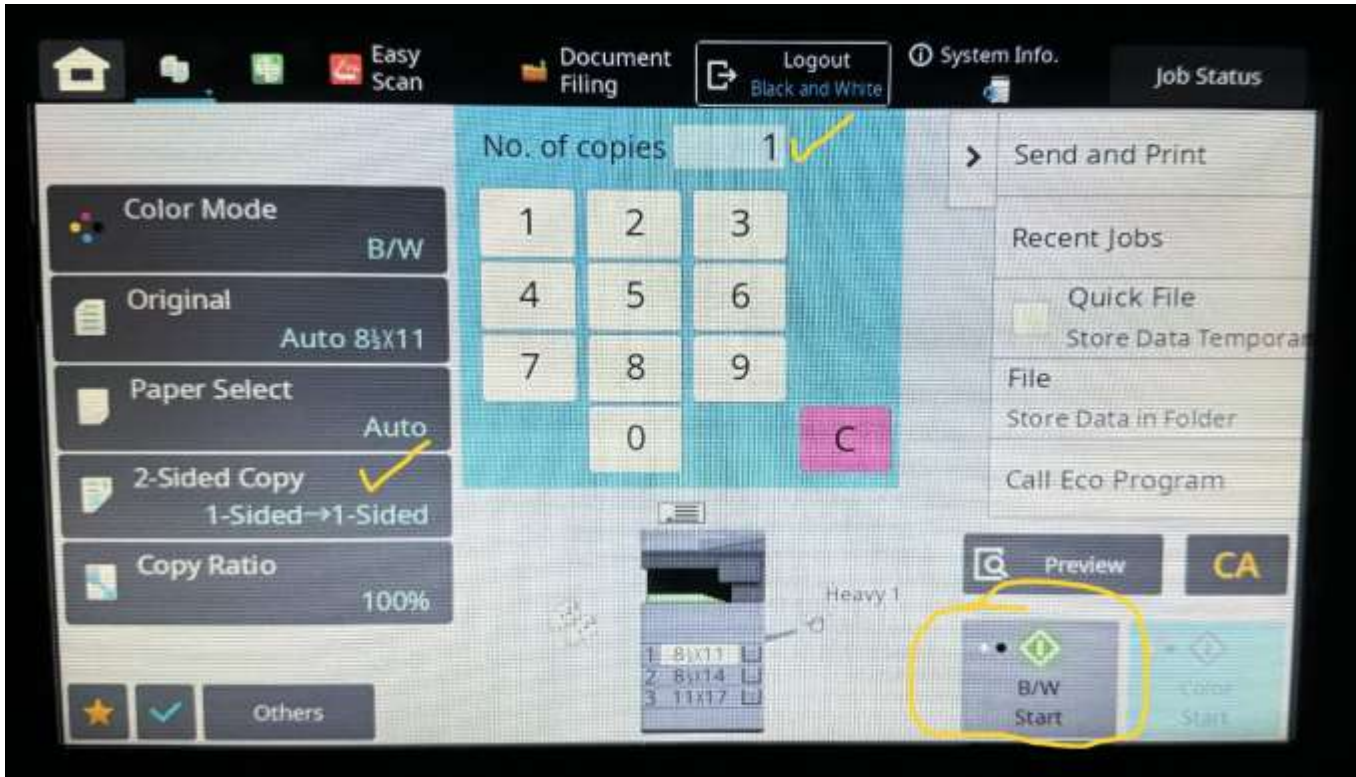 Easy
Scan
Document
Filing
Logout
Black and White
System Info.
Job Status
No. of copies 1
Color Mode
B/W
Original
Auto 8½X11
Paper Select
Auto
2-Sided Copy
1-Sided→1-Sided
Copy Ratio
100%
Others
1 2 3
4 5 6
7 8 9
0 C
Heavy 1
1 8½X11
2 8½X14
3 11X17
Send and Print
Recent Jobs
Quick File
Store Data Temporar
File
Store Data in Folder
Call Eco Program
Preview
CA
B/W
Start
Color
Start